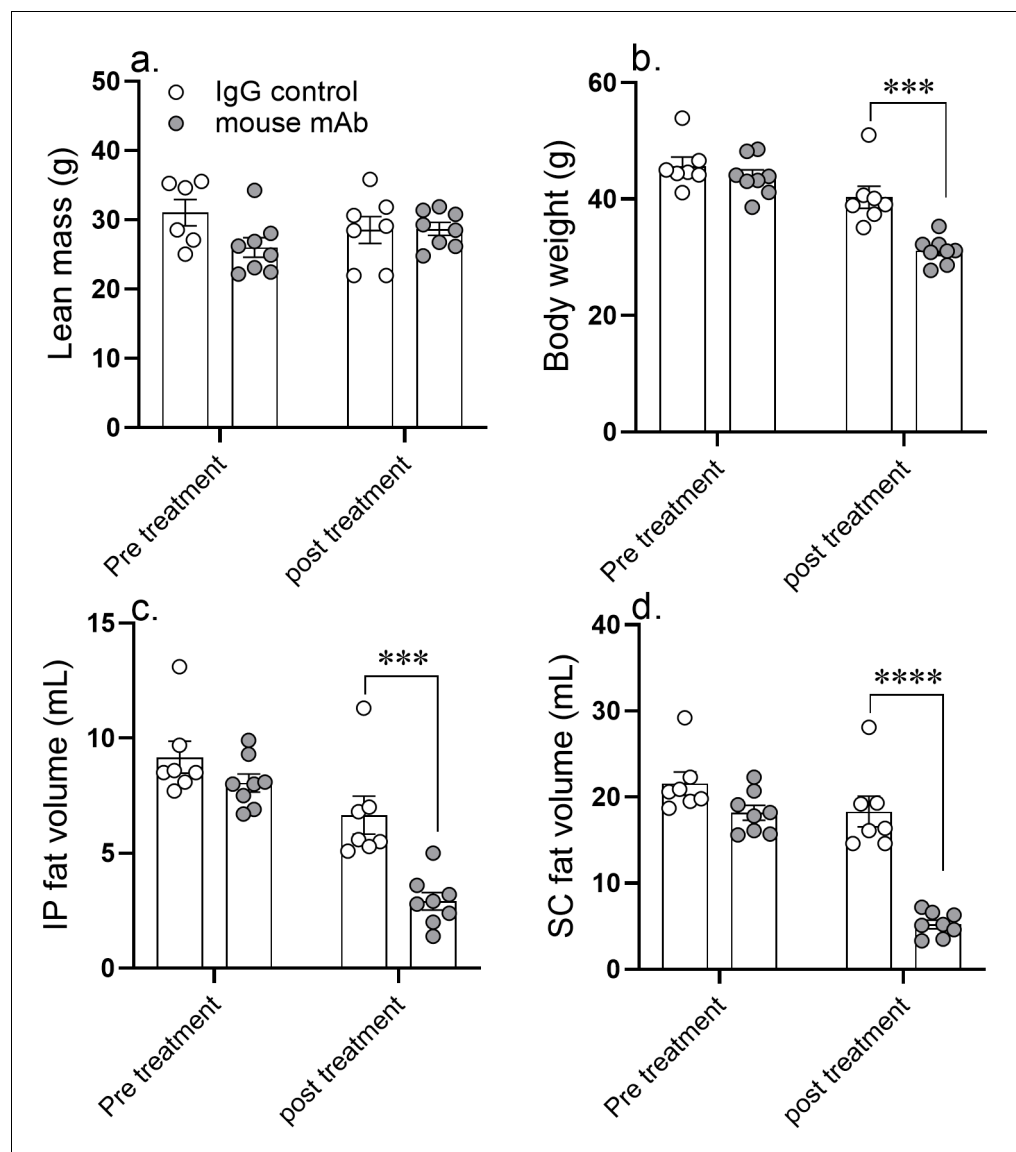 a.
IgG control
mouse mAb
Lean mass (g)
50
40
30
20
10
0
Pre treatment
post treatment
b.
***
Body weight (g)
60
40
20
0
Pre treatment
post treatment
c.
***
IP fat volume (mL)
15
10
5
0
Pre treatment
post treatment
d.
****
SC fat volume (mL)
40
30
20
10
0
Pre treatment
post treatment